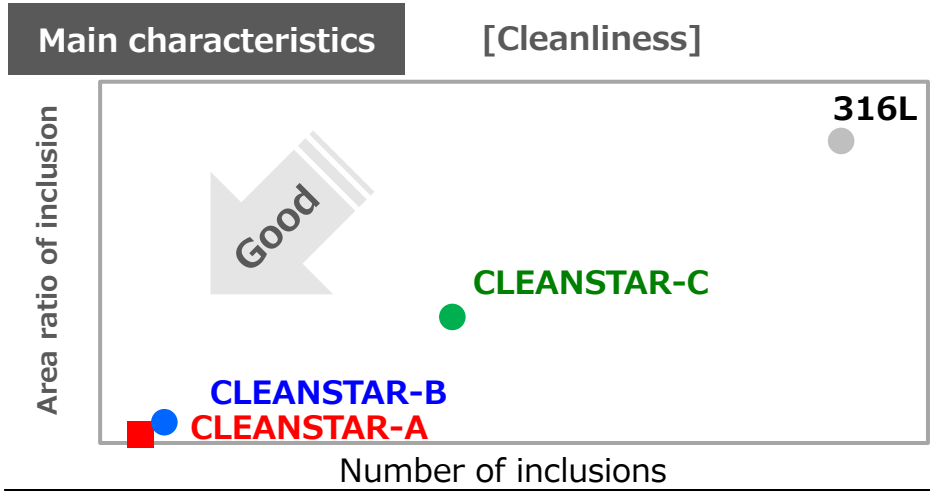 Main characteristics
[Cleanliness]
Area ratio of inclusion
316L
Good
CLEANSTAR-C
CLEANSTAR-B
CLEANSTAR-A
Number of inclusions